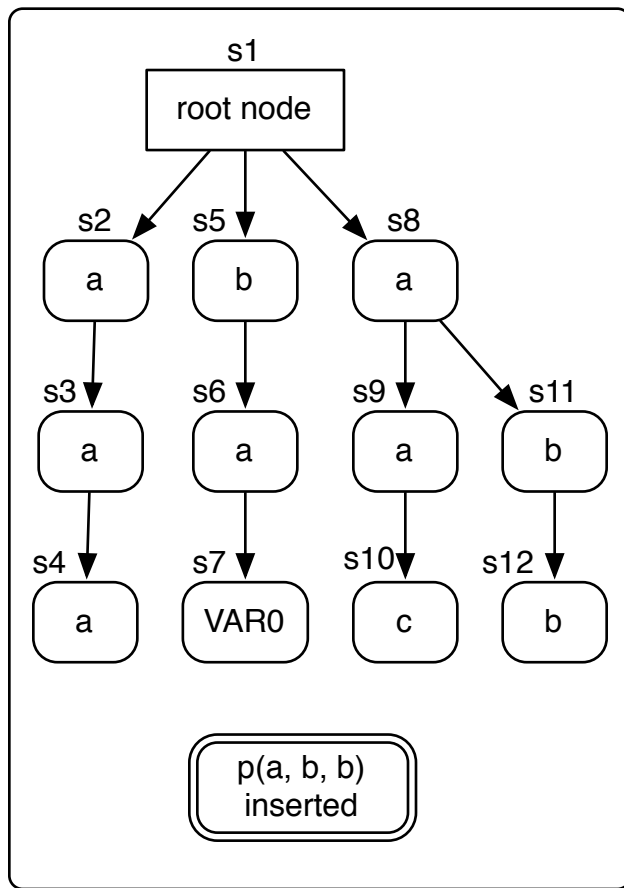 s1
root node
s2 s5 s8
a b a
s3 s6 s9 s11
a a a b
s4 s7 s10 s12
a VAR0 c b
p(a, b, b)
inserted